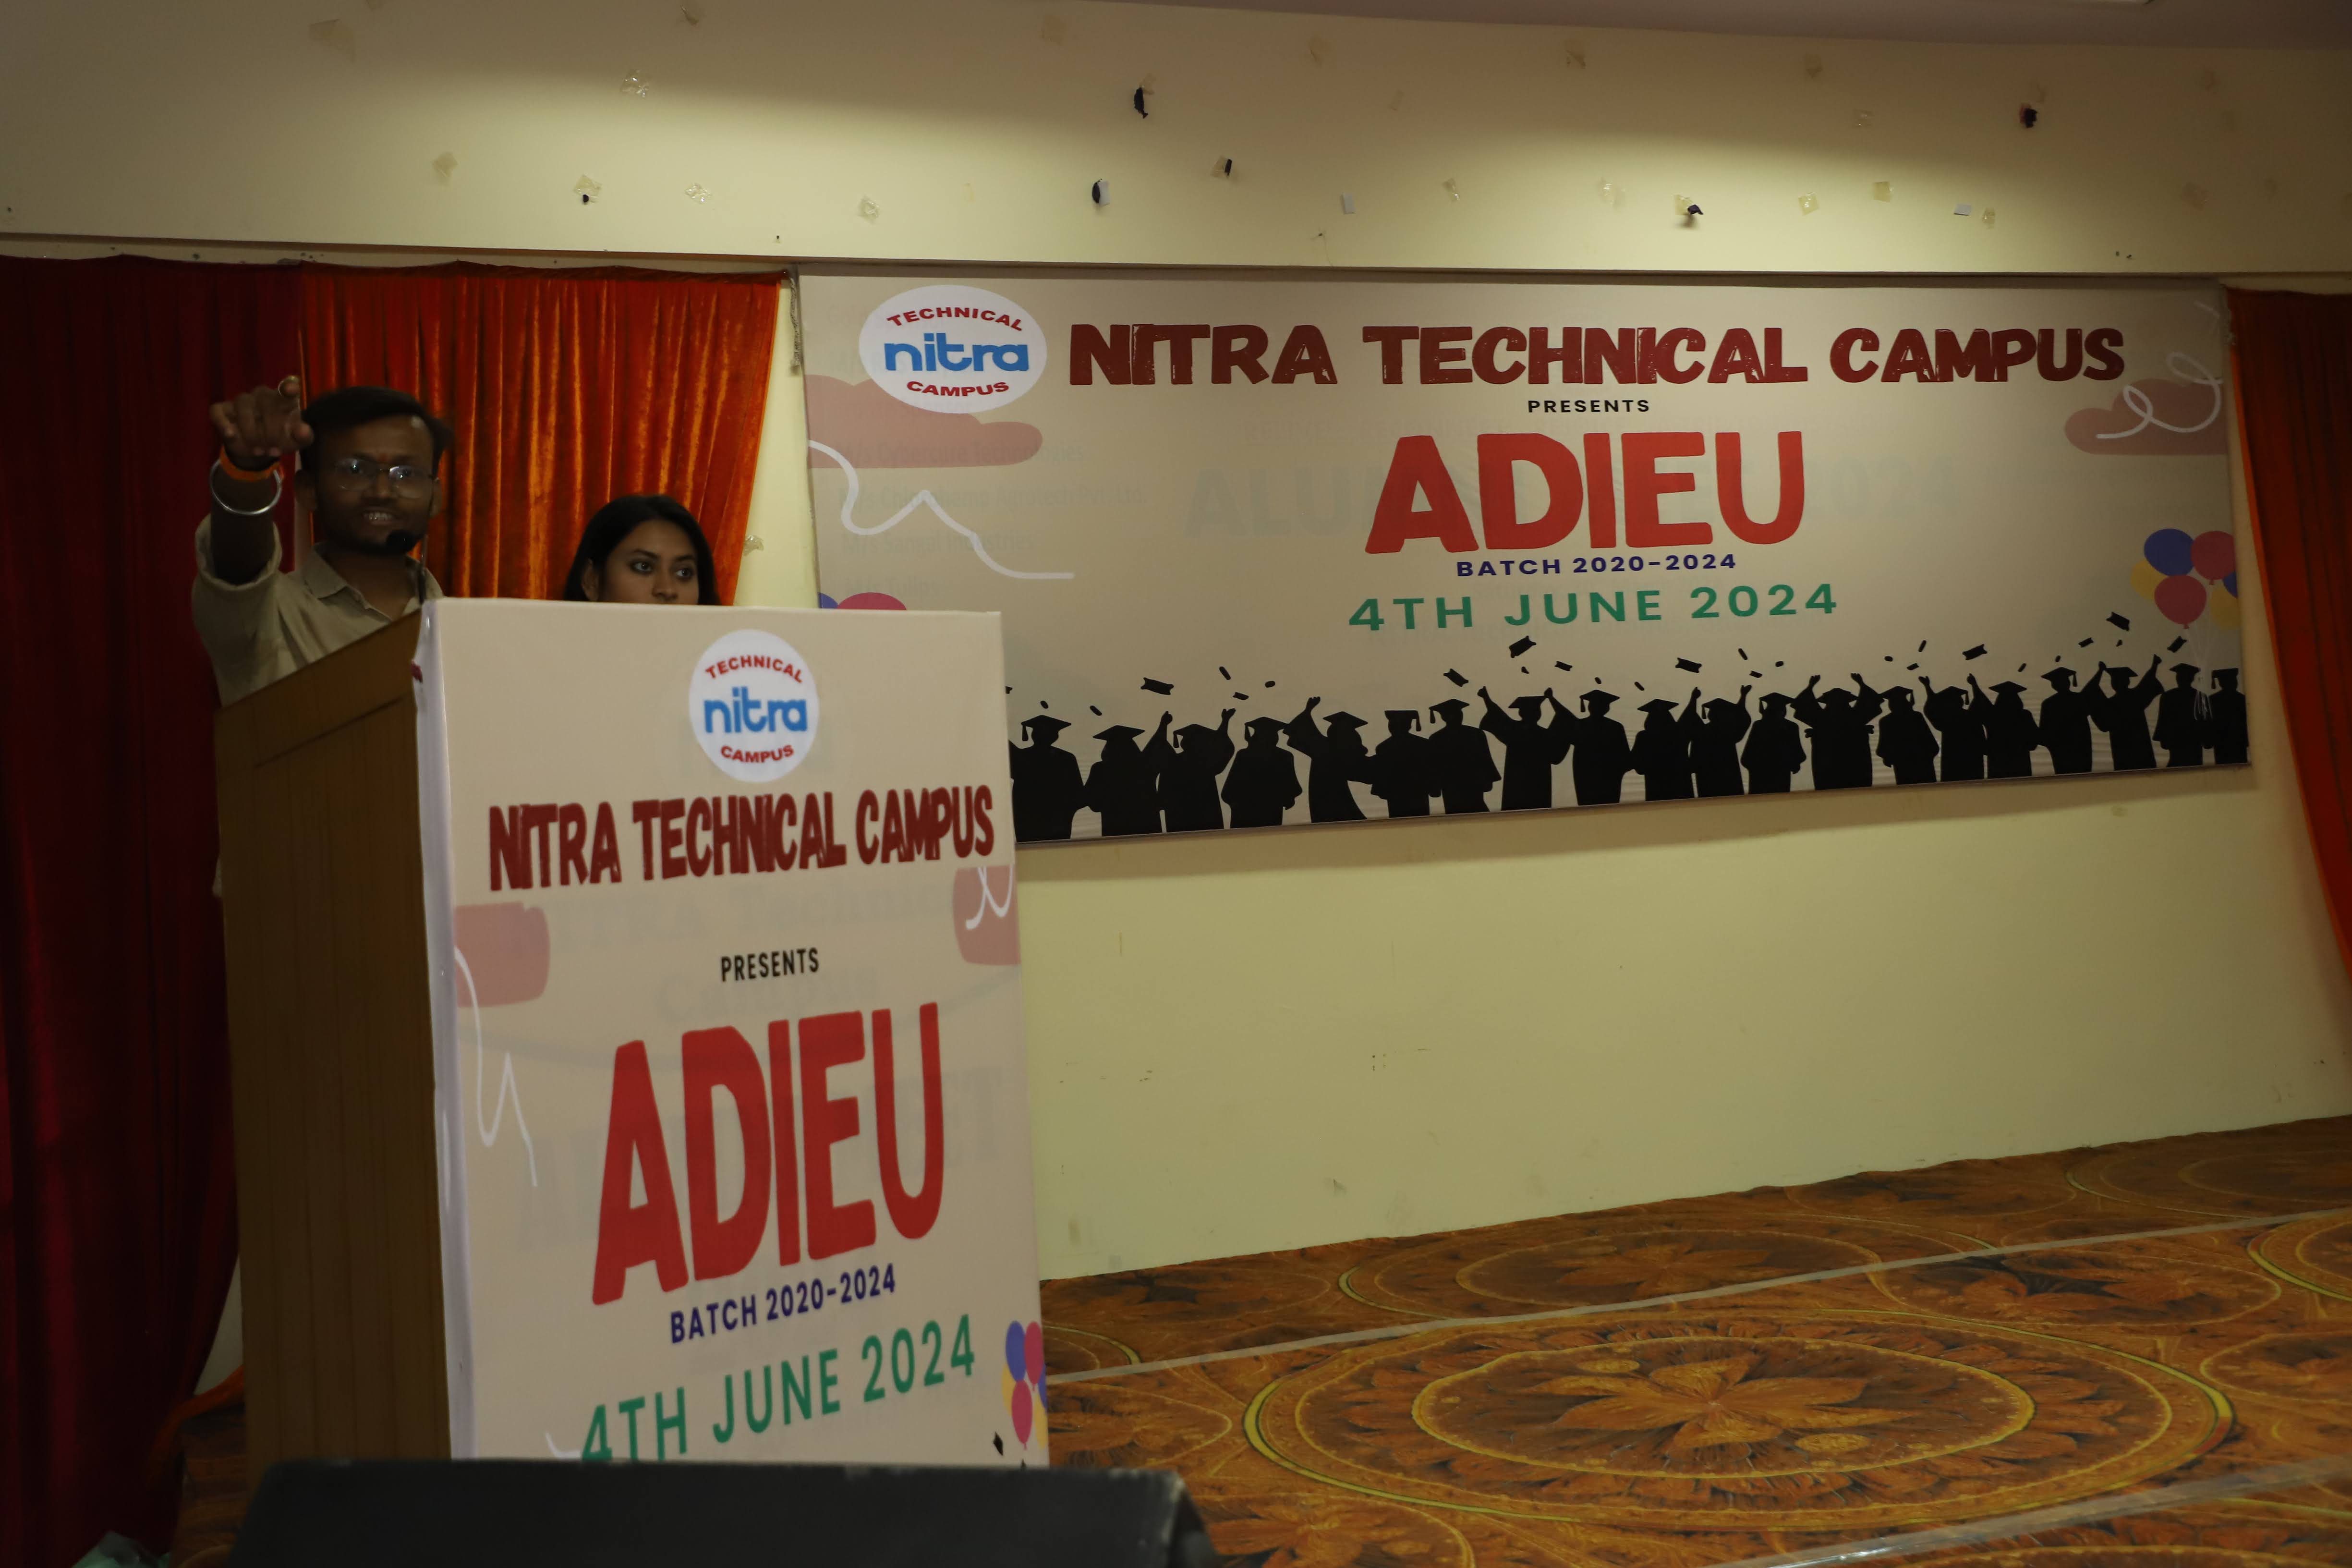 TECHNICAL
nitra
CAMPUS
NITRA TECHNICAL CAMPUS
PRESENTS
ADIEU
BATCH 2020-2024
4TH JUNE 2024
TECHNICAL
nitra
CAMPUS
NITRA TECHNICAL CAMPUS
PRESENTS
ADIEU
BATCH 2020-2024
4TH JUNE 2024